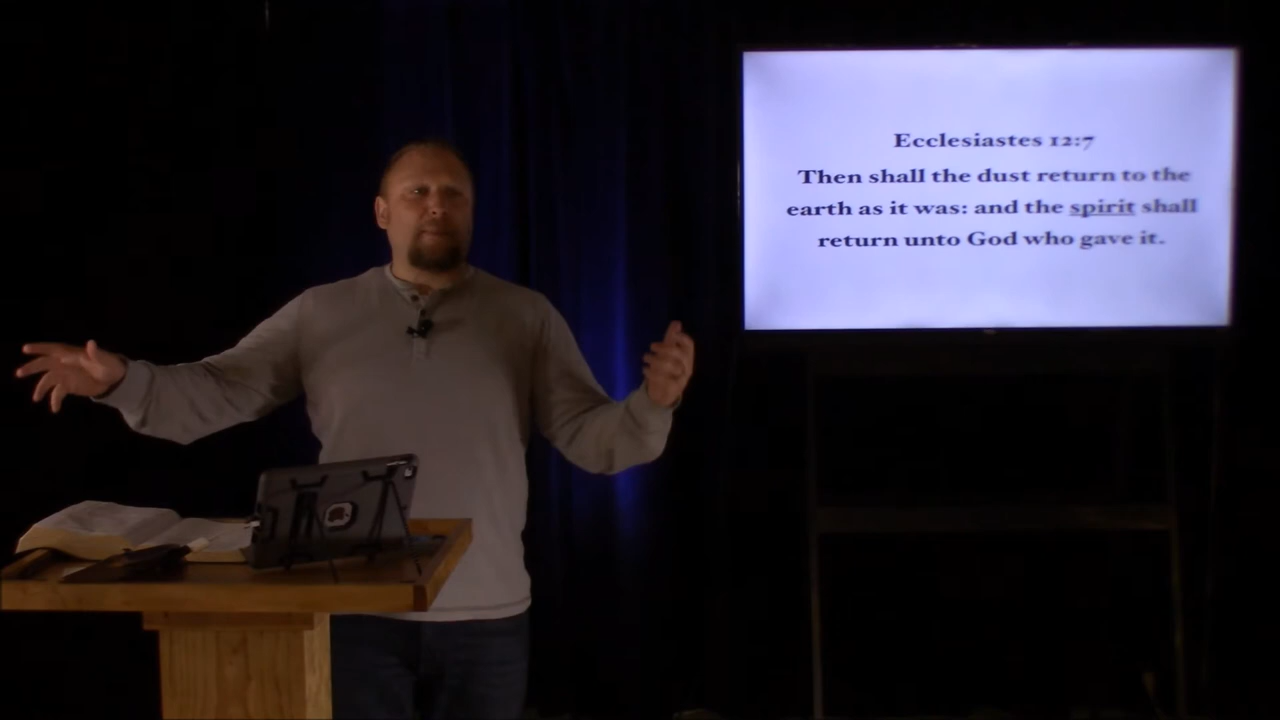 Ecclesiastes 12:7
Then shall the dust return to the
earth as it was: and the spirit shall
return unto God who gave it.